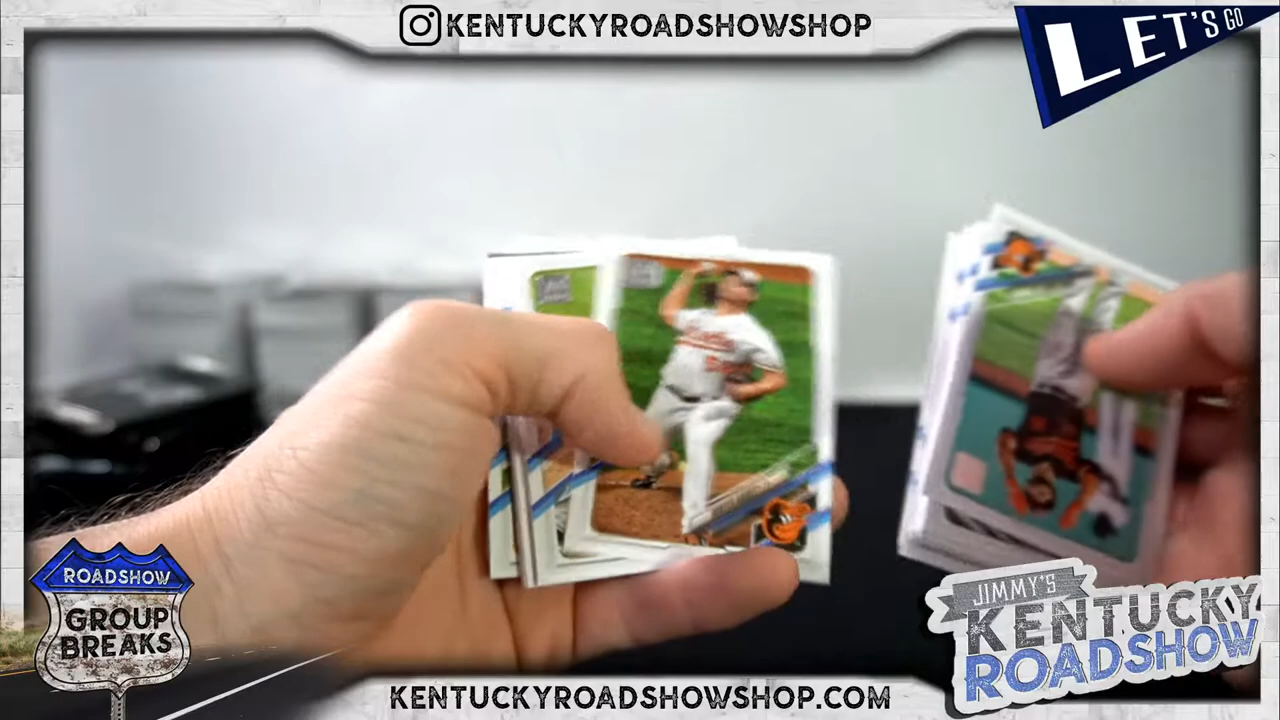 KENTUCKYROADSHOWSHOP
LET'S GO
ROADSHOW
GROUP
BREAKS
JIMMY'S
KENTUCKY
ROADSHOW
KENTUCKYROADSHOWSHOP.COM